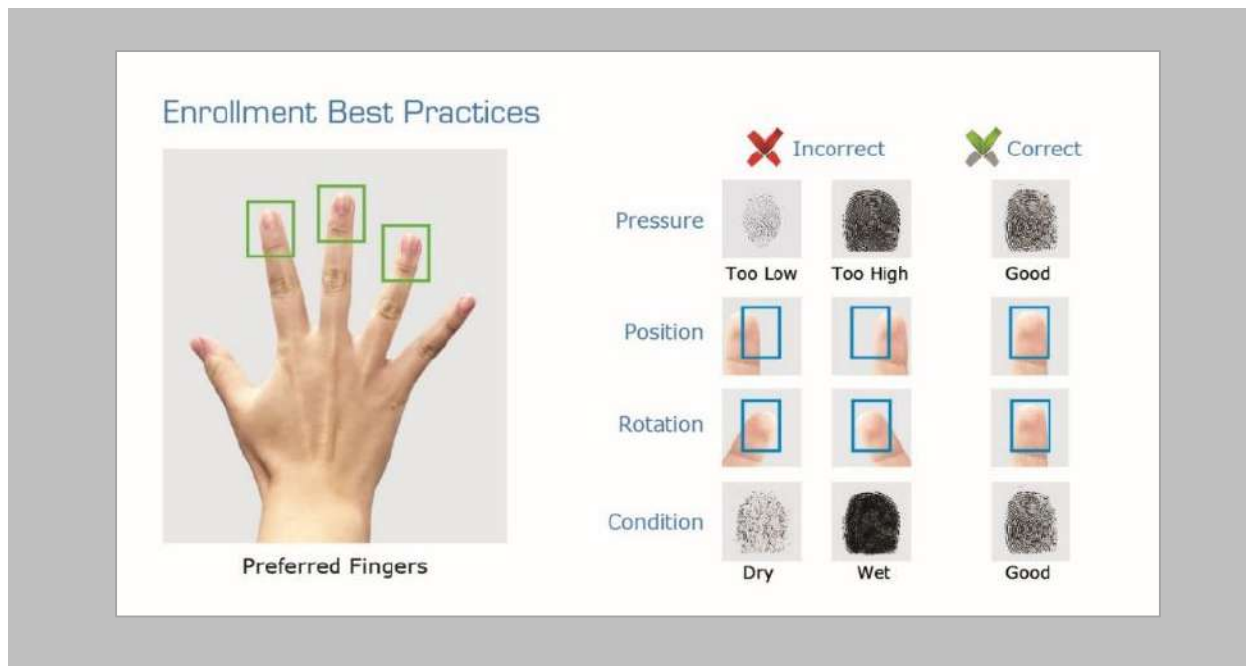 Enrollment Best Practices
Incorrect
Correct
Pressure
Too Low
Too High
Good
Position
Rotation
Condition
Dry
Wet
Good
Preferred Fingers